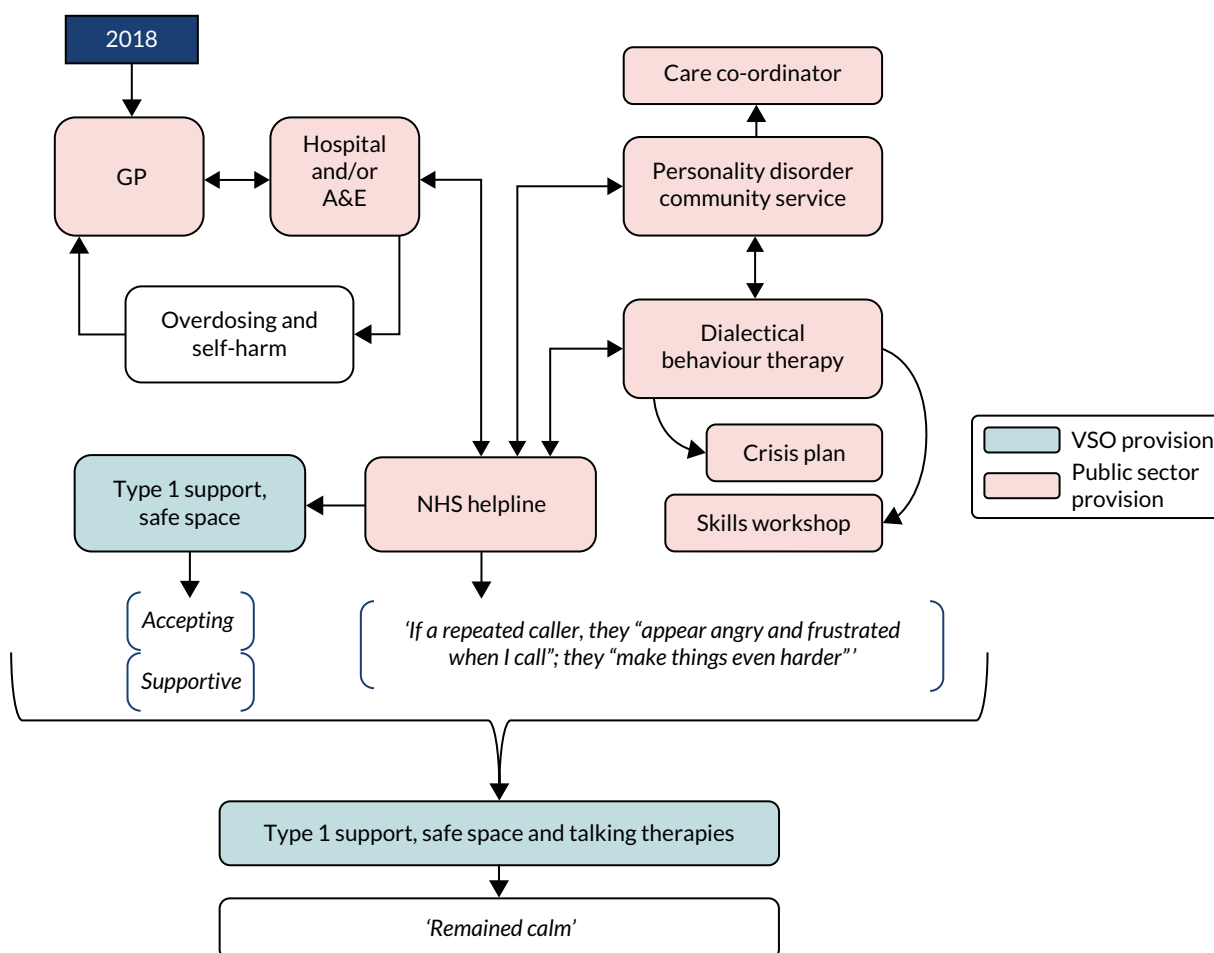 2018
GP
Hospital
and/or
A&E
Overdosing and
self-harm
Care co-ordinator
Personality disorder
community service
Dialectical
behaviour therapy
Crisis plan
Skills workshop
VSO provision
Public sector
provision
Type 1 support,
safe space
NHS helpline
Accepting
Supportive
‘If a repeated caller, they “appear angry and frustrated
when I call”; they “make things even harder”’
Type 1 support, safe space and talking therapies
‘Remained calm’